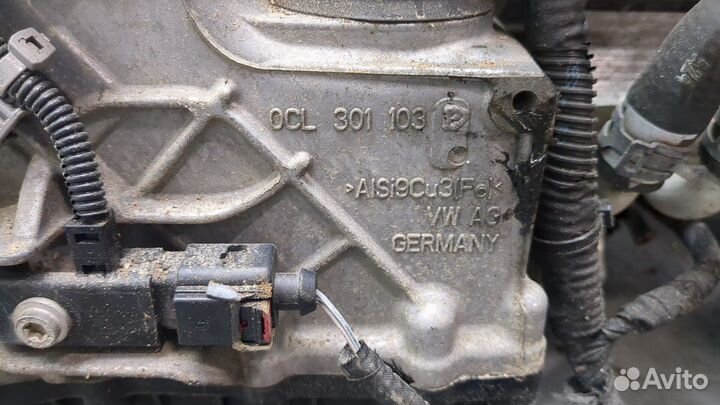 0CL 301 103
>AlSi9Cu3(Fe)<
VW AG
GERMANY
Avito